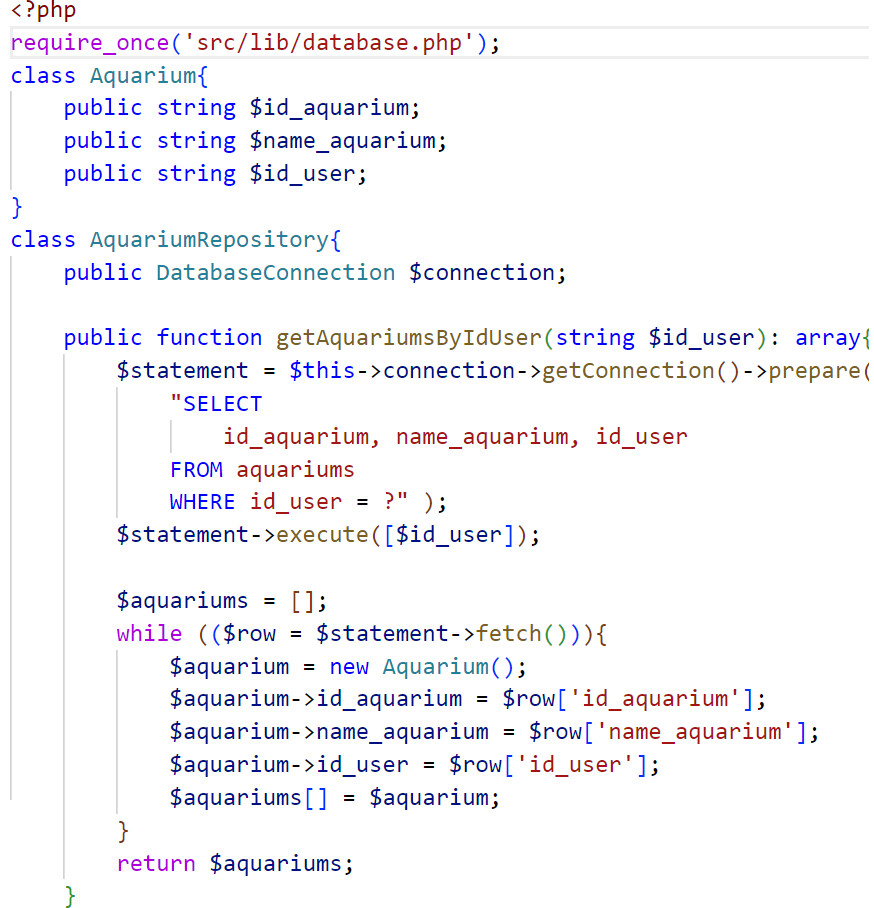 <?php
require_once('src/lib/database.php');
class Aquarium{
    public string $id_aquarium;
    public string $name_aquarium;
    public string $id_user;
}
class AquariumRepository{
    public DatabaseConnection $connection;

    public function getAquariumsByIdUser(string $id_user): array{
        $statement = $this->connection->getConnection()->prepare(
            "SELECT
                id_aquarium, name_aquarium, id_user
            FROM aquariums
            WHERE id_user = ?" );
        $statement->execute([$id_user]);

        $aquariums = [];
        while (($row = $statement->fetch())){
            $aquarium = new Aquarium();
            $aquarium->id_aquarium = $row['id_aquarium'];
            $aquarium->name_aquarium = $row['name_aquarium'];
            $aquarium->id_user = $row['id_user'];
            $aquariums[] = $aquarium;
        }
        return $aquariums;
    }